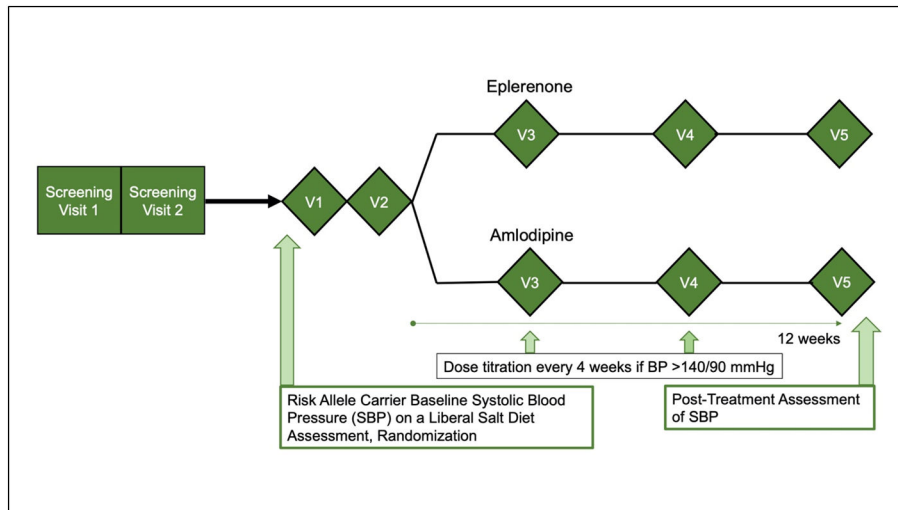 Eplerenone
V3
V4
V5
Screening
Visit 1
Screening
Visit 2
V1
V2
Amlodipine
V3
V4
V5
12 weeks
Dose titration every 4 weeks if BP >140/90 mmHg
Risk Allele Carrier Baseline Systolic Blood
Pressure (SBP) on a Liberal Salt Diet
Assessment, Randomization
Post-Treatment Assessment
of SBP